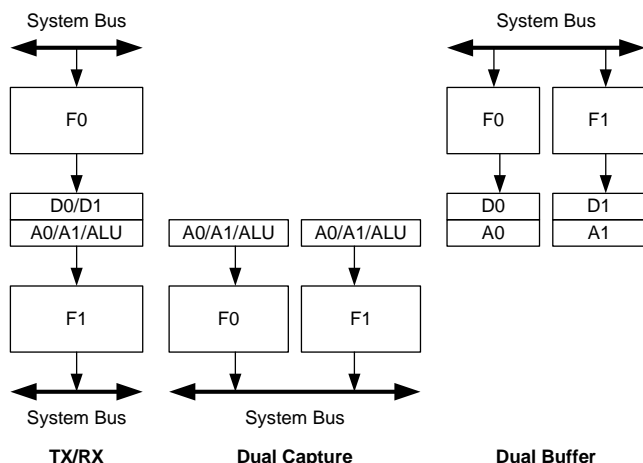 System Bus
F0
D0/D1
A0/A1/ALU
F1
System Bus
TX/RX
A0/A1/ALU
A0/A1/ALU
F0
F1
System Bus
Dual Capture
System Bus
F0
F1
D0
D1
A0
A1
Dual Buffer